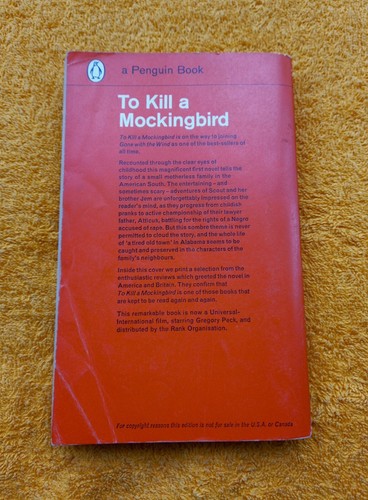 a Penguin Book
To Kill a
Mockingbird
To Kill a Mockingbird is on the way to joining
Gone with the Wind as one of the best-sellers of
all time.
Recounted through the clear eyes of
childhood this magnificent first novel tells the
story of a small motherless family in the
American South. The entertaining – and
sometimes scary – adventures of Scout and her
brother Jem are unforgettably impressed on the
reader's mind, as they progress from childish
pranks to active championship of their lawyer
father, Atticus, battling for the rights of a Negro
accused of rape. But this sombre theme is never
permitted to cloud the story, and the whole life
of 'a tired old town' in Alabama seems to be
caught and preserved in the characters of the
family's neighbours.
Inside this cover we print a selection from the
enthusiastic reviews which greeted the novel in
America and Britain. They confirm that
To Kill a Mockingbird is one of those books that
are kept to be read again and again.
This remarkable book is now a Universal-
International film, starring Gregory Peck, and
distributed by the Rank Organisation.
For copyright reasons this edition is not for sale in the U.S.A. or Canada